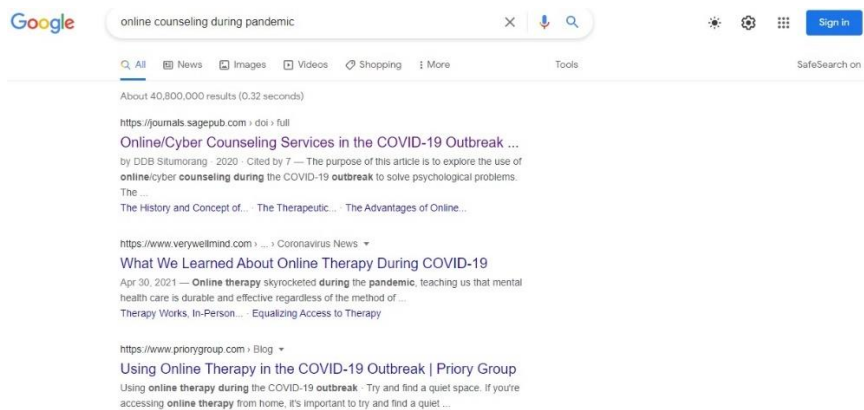 Google
online counseling during pandemic
Sign in
All News Images Videos Shopping More Tools SafeSearch on
About 40,800,000 results (0.32 seconds)
https://journals.sagepub.com › doi › full
Online/Cyber Counseling Services in the COVID-19 Outbreak ...
by DDB Situmorang · 2020 · Cited by 7 — The purpose of this article is to explore the use of
online/cyber counseling during the COVID-19 outbreak to solve psychological problems.
The ...
The History and Concept of... · The Therapeutic... · The Advantages of Online...
https://www.verywellmind.com › ... › Coronavirus News
What We Learned About Online Therapy During COVID-19
Apr 30, 2021 — Online therapy skyrocketed during the pandemic, teaching us that mental
health care is durable and effective regardless of the method of ...
Therapy Works, In-Person... · Equalizing Access to Therapy
https://www.priorygroup.com › Blog
Using Online Therapy in the COVID-19 Outbreak | Priory Group
Using online therapy during the COVID-19 outbreak · Try and find a quiet space. If you're
accessing online therapy from home, it's important to try and find a quiet ...